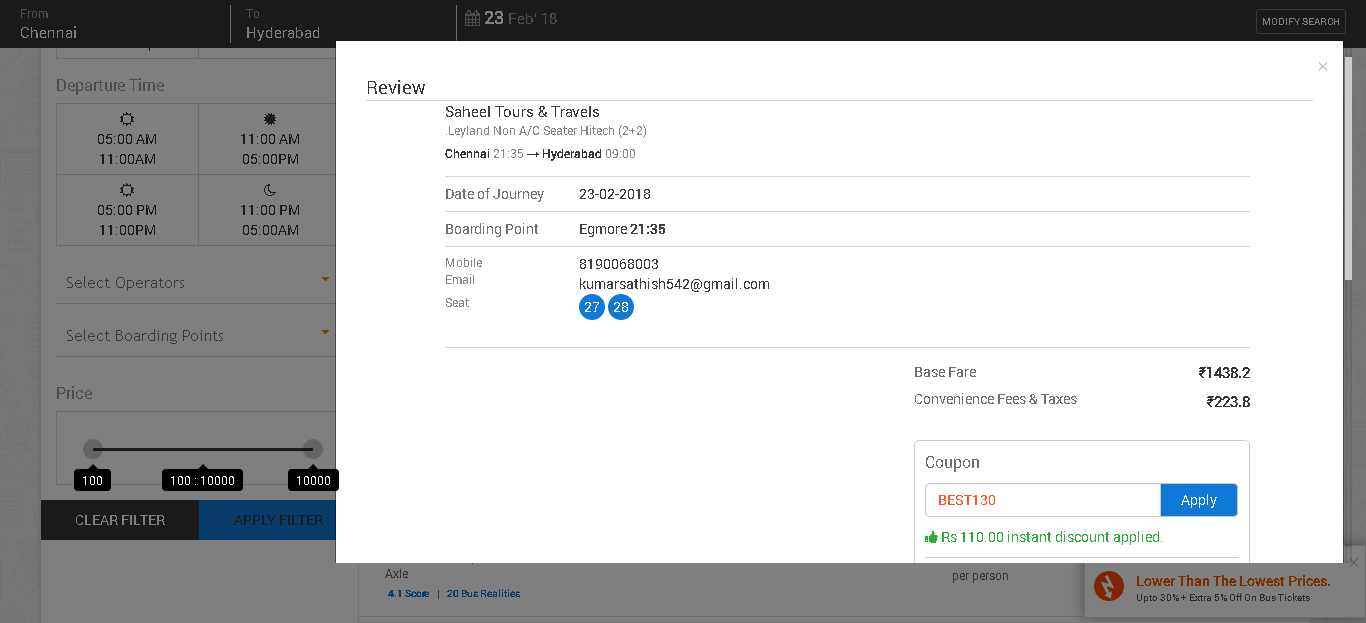 From
Chennai
To
Hyderabad
23 Feb' 18
MODIFY SEARCH
Departure Time
05:00 AM
11:00AM
11:00 AM
05:00PM
05:00 PM
11:00PM
11:00 PM
05:00AM
Select Operators
Select Boarding Points
Price
100
100 : 10000
10000
CLEAR FILTER
APPLY FILTER
×
Review
Saheel Tours & Travels
.Leyland Non A/C Seater Hitech (2+2)
Chennai 21:35 → Hyderabad 09:00
Date of Journey 23-02-2018
Boarding Point Egmore 21:35
Mobile 8190068003
Email kumarsathish542@gmail.com
Seat 27 28
Base Fare ₹1438.2
Convenience Fees & Taxes ₹223.8
Coupon
BEST130 Apply
Rs 110.00 instant discount applied.
Axle
per person
4.1 Score | 20 Bus Realities
Lower Than The Lowest Prices.
Upto 30% + Extra 5% Off On Bus Tickets